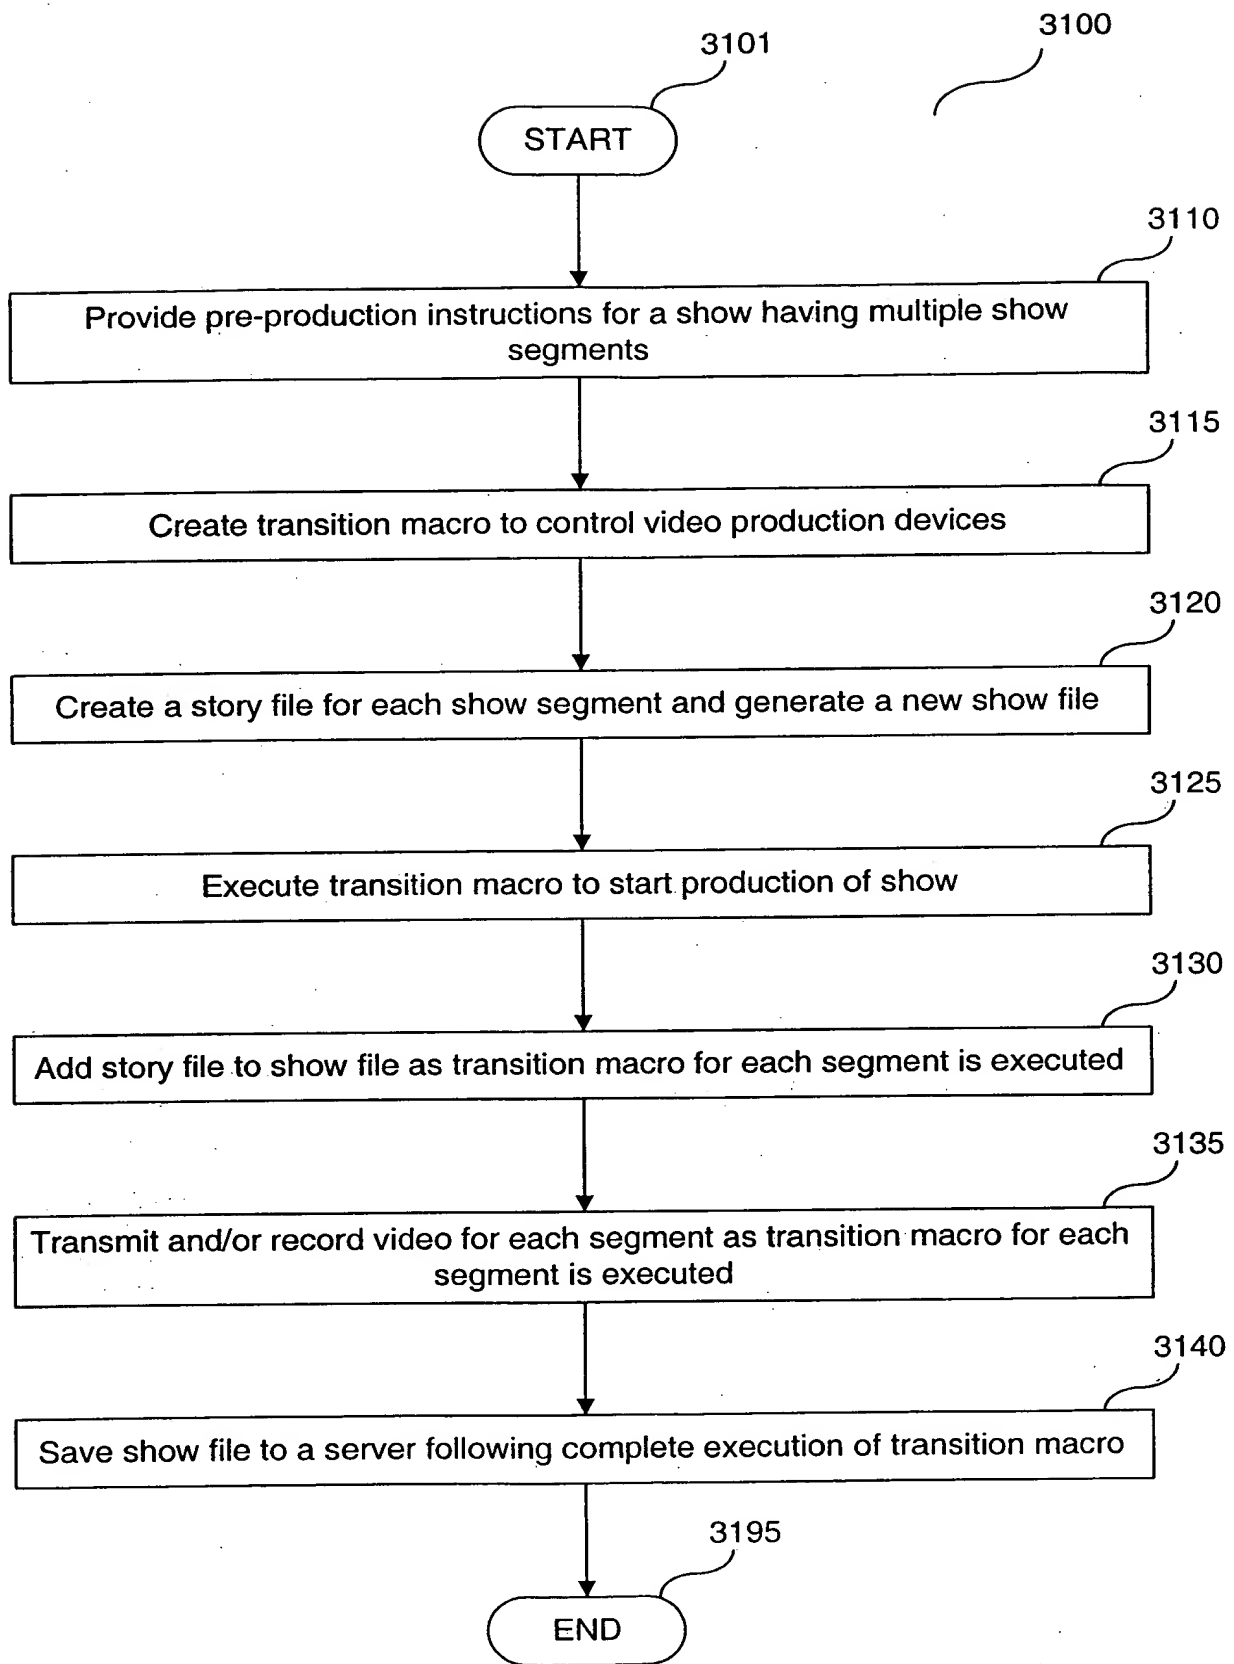 3100
3101
START
3110
Provide pre-production instructions for a show having multiple show
segments
3115
Create transition macro to control video production devices
3120
Create a story file for each show segment and generate a new show file
3125
Execute transition macro to start production of show
3130
Add story file to show file as transition macro for each segment is executed
3135
Transmit and/or record video for each segment as transition macro for each
segment is executed
3140
Save show file to a server following complete execution of transition macro
3195
END